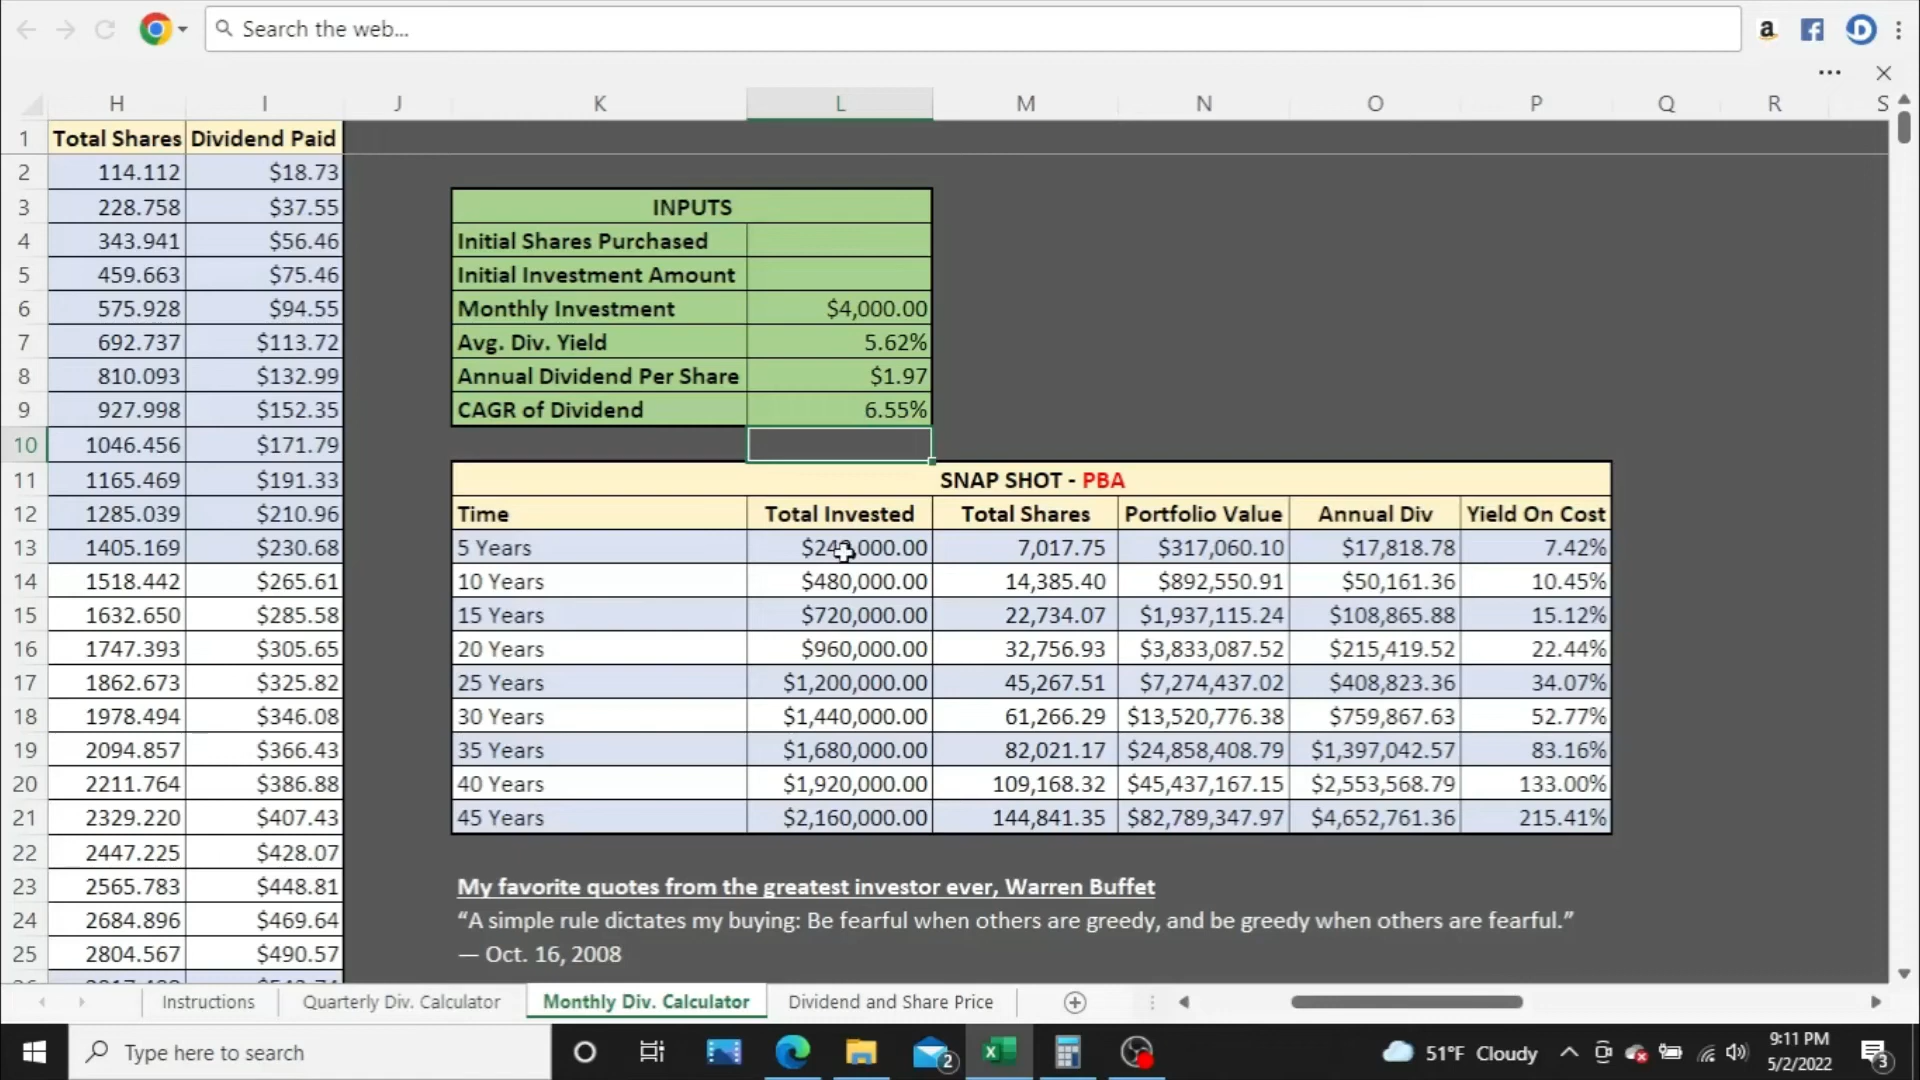 Search the web...
a
H I J K L M N O P Q R S
1 Total Shares Dividend Paid
2 114.112 $18.73
3 228.758 $37.55 INPUTS
4 343.941 $56.46 Initial Shares Purchased
5 459.663 $75.46 Initial Investment Amount
6 575.928 $94.55 Monthly Investment $4,000.00
7 692.737 $113.72 Avg. Div. Yield 5.62%
8 810.093 $132.99 Annual Dividend Per Share $1.97
9 927.998 $152.35 CAGR of Dividend 6.55%
10 1046.456 $171.79
11 1165.469 $191.33 SNAP SHOT - PBA
12 1285.039 $210.96 Time Total Invested Total Shares Portfolio Value Annual Div Yield On Cost
13 1405.169 $230.68 5 Years 7,017.75 $317,060.10 $17,818.78 7.42%
14 1518.442 $265.61 10 Years $480,000.00 14,385.40 $892,550.91 $50,161.36 10.45%
15 1632.650 $285.58 15 Years $720,000.00 22,734.07 $1,937,115.24 $108,865.88 15.12%
16 1747.393 $305.65 20 Years $960,000.00 32,756.93 $3,833,087.52 $215,419.52 22.44%
17 1862.673 $325.82 25 Years $1,200,000.00 45,267.51 $7,274,437.02 $408,823.36 34.07%
18 1978.494 $346.08 30 Years $1,440,000.00 61,266.29 $13,520,776.38 $759,867.63 52.77%
19 2094.857 $366.43 35 Years $1,680,000.00 82,021.17 $24,858,408.79 $1,397,042.57 83.16%
20 2211.764 $386.88 40 Years $1,920,000.00 109,168.32 $45,437,167.15 $2,553,568.79 133.00%
21 2329.220 $407.43 45 Years $2,160,000.00 144,841.35 $82,789,347.97 $4,652,761.36 215.41%
22 2447.225 $428.07
23 2565.783 $448.81 My favorite quotes from the greatest investor ever, Warren Buffet
24 2684.896 $469.64 “A simple rule dictates my buying: Be fearful when others are greedy, and be greedy when others are fearful.”
25 2804.567 $490.57 — Oct. 16, 2008
Instructions Quarterly Div. Calculator Monthly Div. Calculator Dividend and Share Price
Type here to search 2 51°F Cloudy 9:11 PM
5/2/2022 3